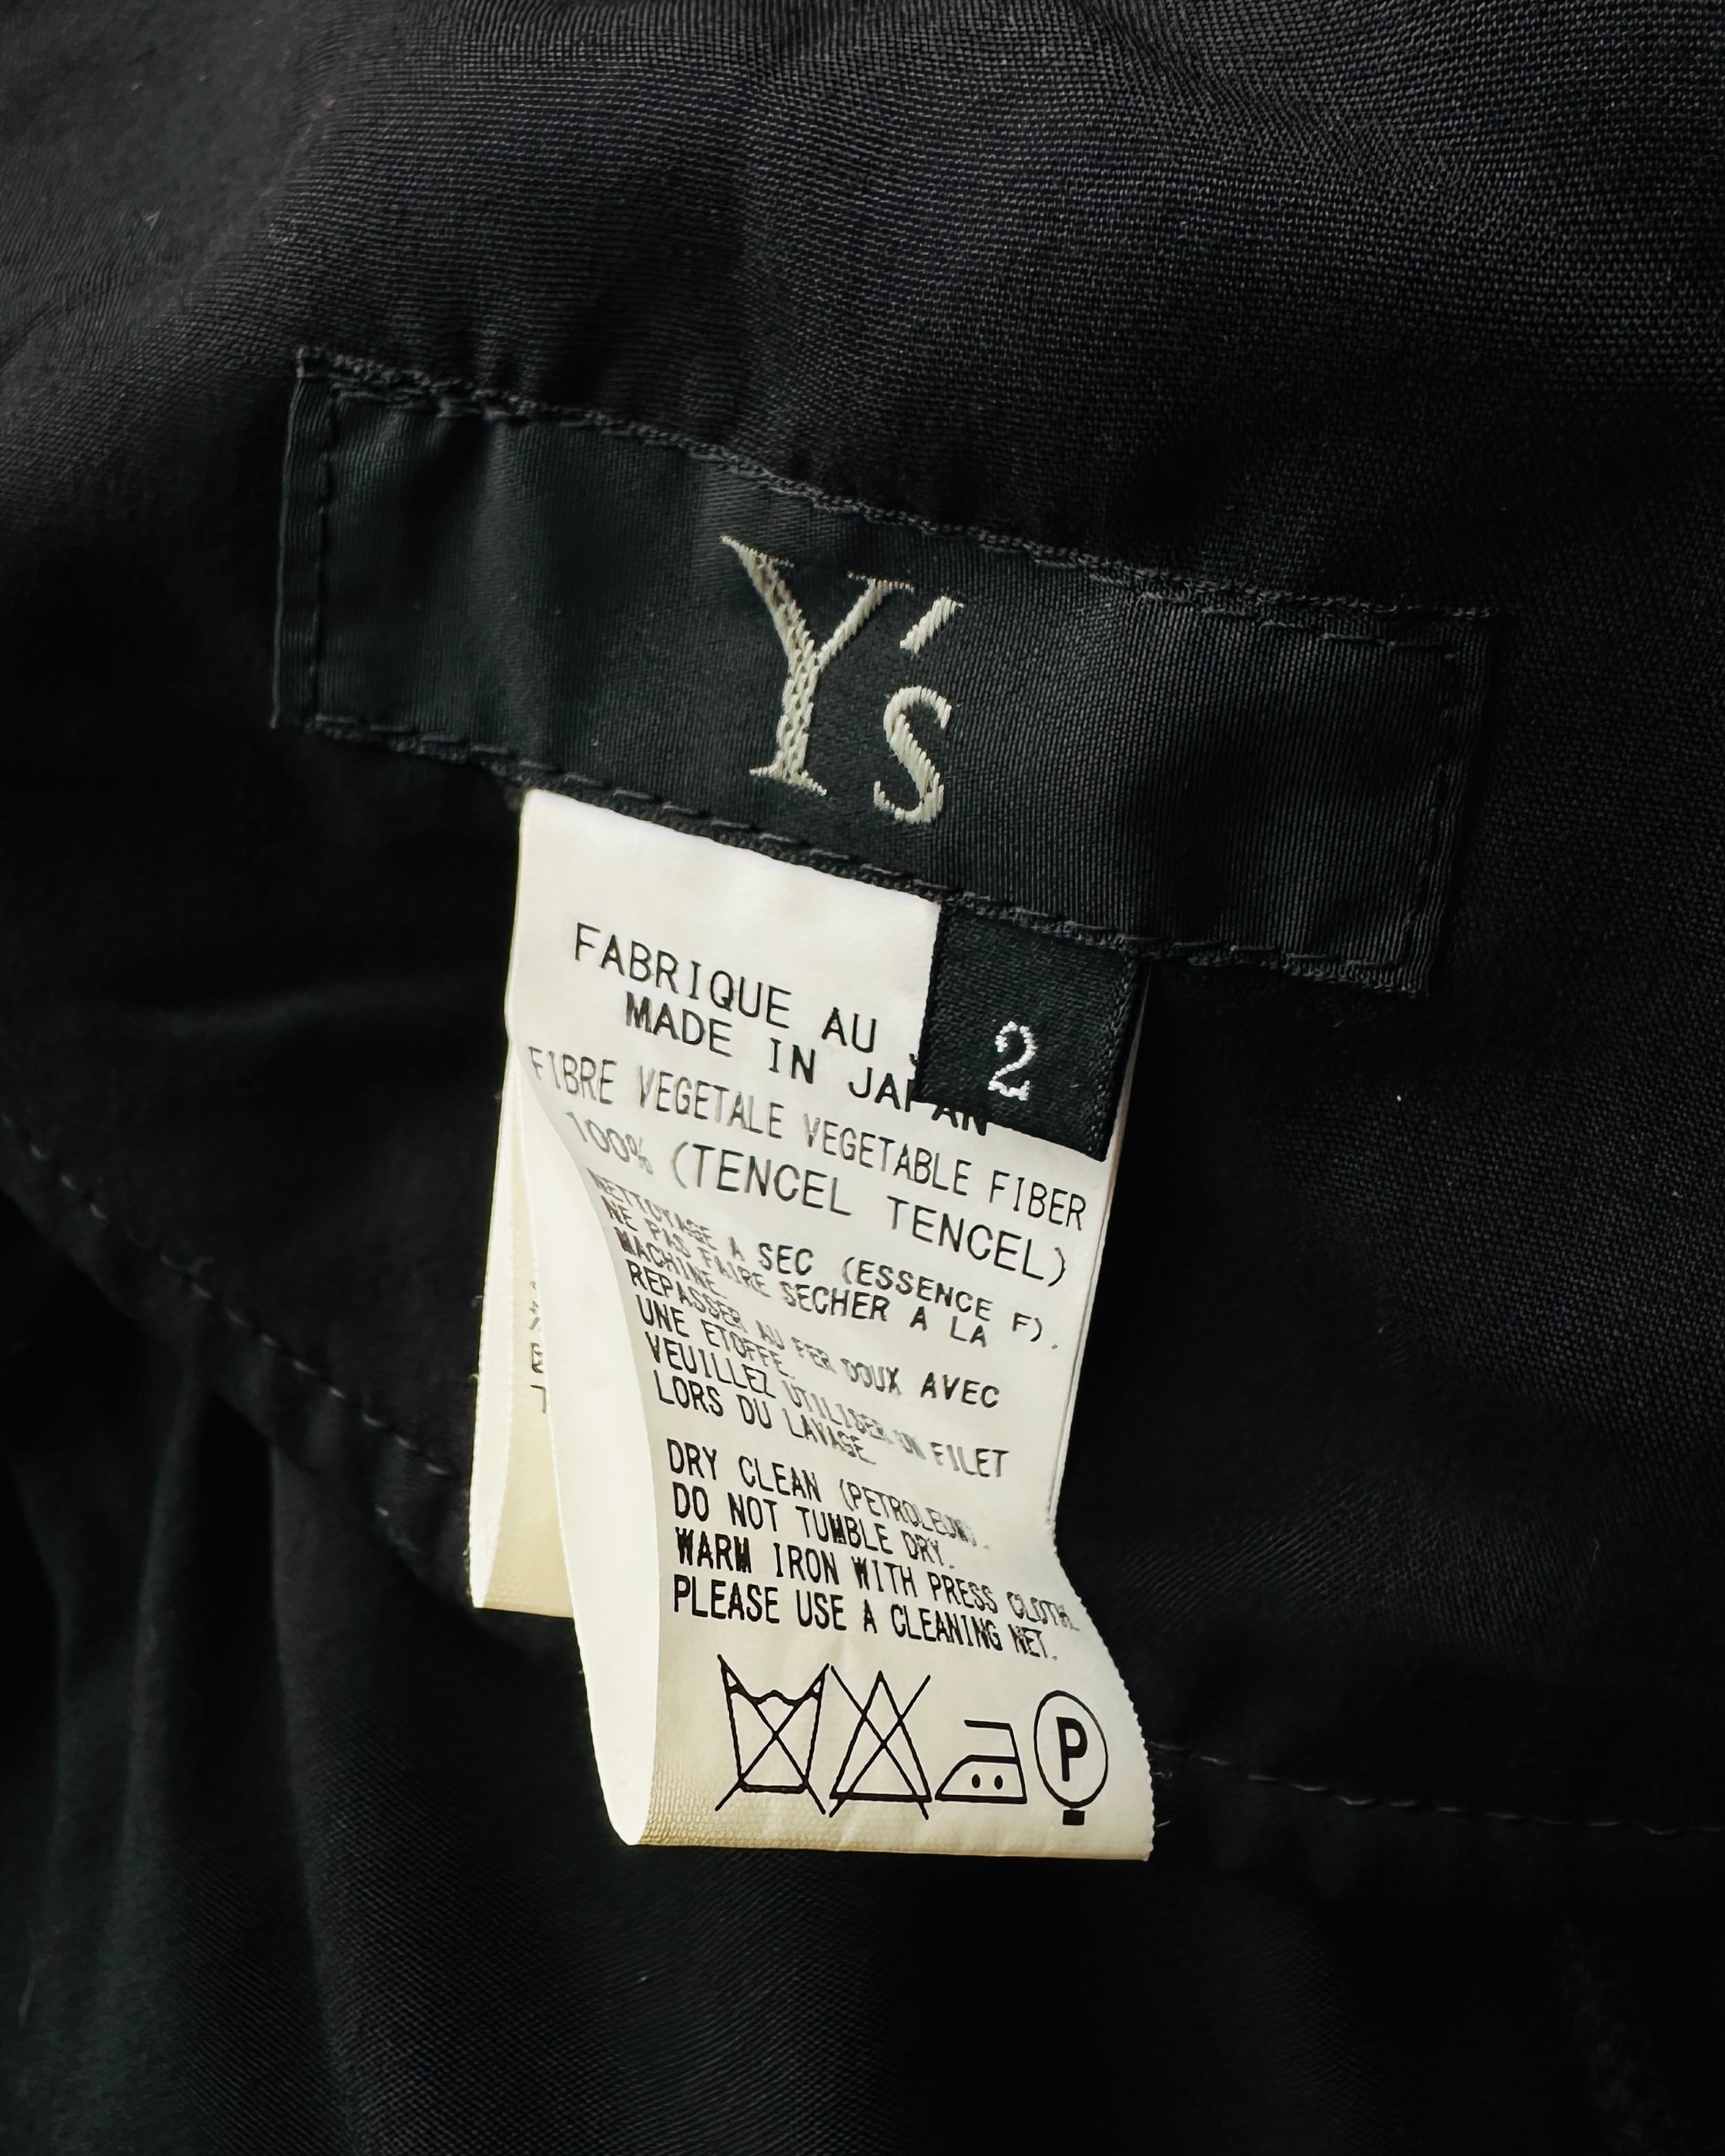 Y's
2
FABRIQUE AU
MADE IN JAPAN
FIBRE VEGETALE VEGETABLE FIBER
100% (TENCEL TENCEL)
NETTOYAGE A SEC (ESSENCE F).
NE PAS FAIRE SECHER A LA
MACHINE.
REPASSER AU FER DOUX AVEC
UNE ETOFFE.
VEUILLEZ UTILISER UN FILET
LORS DU LAVAGE
DRY CLEAN (PETROLEUM).
DO NOT TUMBLE DRY.
WARM IRON WITH PRESS CLOTH.
PLEASE USE A CLEANING NET.
P